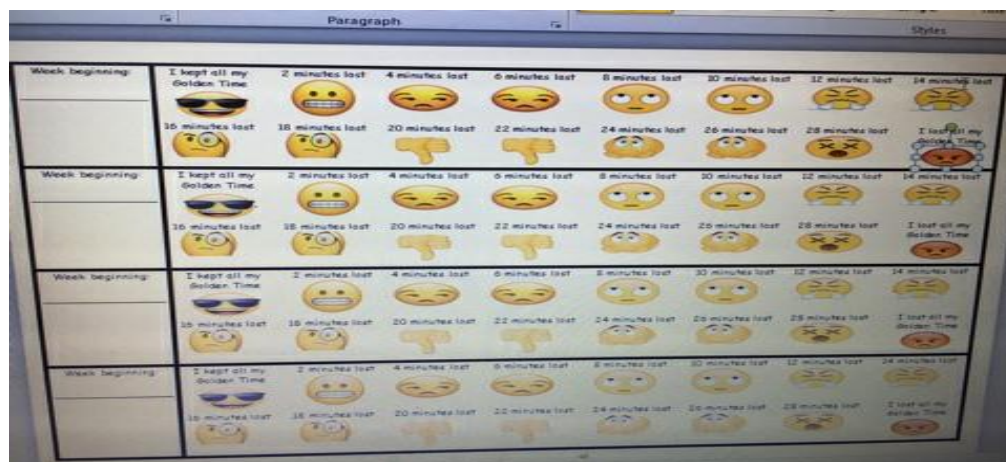 Paragraph
Styles
Week beginning:
I kept all my
Golden Time
2 minutes lost
4 minutes lost
6 minutes lost
8 minutes lost
10 minutes lost
12 minutes lost
14 minutes lost
16 minutes lost
18 minutes lost
20 minutes lost
22 minutes lost
24 minutes lost
26 minutes lost
28 minutes lost
I lost all my
Golden Time
Week beginning:
I kept all my
Golden Time
2 minutes lost
4 minutes lost
6 minutes lost
8 minutes lost
10 minutes lost
12 minutes lost
14 minutes lost
16 minutes lost
18 minutes lost
20 minutes lost
22 minutes lost
24 minutes lost
26 minutes lost
28 minutes lost
I lost all my
Golden Time
Week beginning:
I kept all my
Golden Time
2 minutes lost
4 minutes lost
6 minutes lost
8 minutes lost
10 minutes lost
12 minutes lost
14 minutes lost
16 minutes lost
18 minutes lost
20 minutes lost
22 minutes lost
24 minutes lost
26 minutes lost
28 minutes lost
I lost all my
Golden Time
Week beginning:
I kept all my
Golden Time
2 minutes lost
4 minutes lost
6 minutes lost
8 minutes lost
10 minutes lost
12 minutes lost
14 minutes lost
16 minutes lost
18 minutes lost
20 minutes lost
22 minutes lost
24 minutes lost
26 minutes lost
28 minutes lost
I lost all my
Golden Time